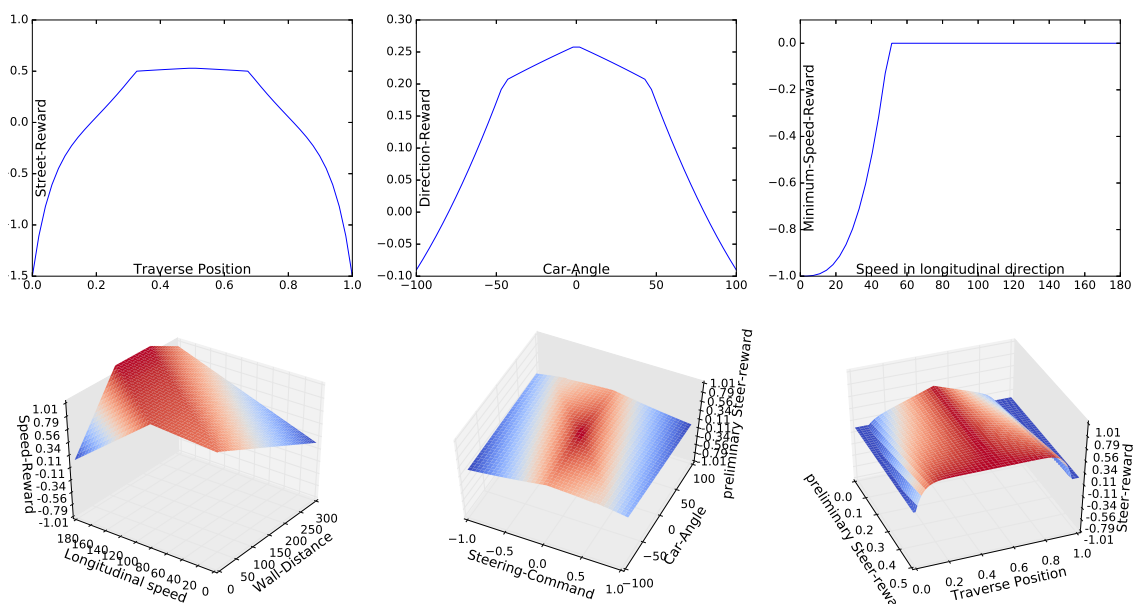 1.0
0.5
0.0
0.5
1.0
1.5
Street-Reward
Traverse Position
0.0 0.2 0.4 0.6 0.8 1.0
0.30
0.25
0.20
0.15
0.10
0.05
0.00
−0.05
−0.10
Direction-Reward
Car-Angle
−100 −50 0 50 100
0.0
−0.2
−0.4
−0.6
−0.8
−1.0
Minimum-Speed-Reward
Speed in longitudinal direction
0 20 40 60 80 100 120 140 160 180
1.01
0.79
0.56
0.34
0.11
-0.11
-0.34
-0.56
-0.79
-1.01
Speed-Reward
180 160 140 120 100 80 60 40 20 0
Longitudinal speed
0 50 100 150 200 250 300
Wall-Distance
1.01
0.79
0.56
0.34
0.11
-0.11
-0.34
-0.56
-0.79
-1.01
preliminary Steer-reward
−1.0 −0.5 0.0 0.5 1.0
Steering-Command
−100 −50 0 50 100
Car-Angle
1.01
0.79
0.56
0.34
0.11
-0.11
-0.34
-0.56
-0.79
-1.01
Steer-reward
0.0 0.1 0.2 0.3 0.4 0.5
preliminary Steer-rewa
0.0 0.2 0.4 0.6 0.8 1.0
Traverse Position